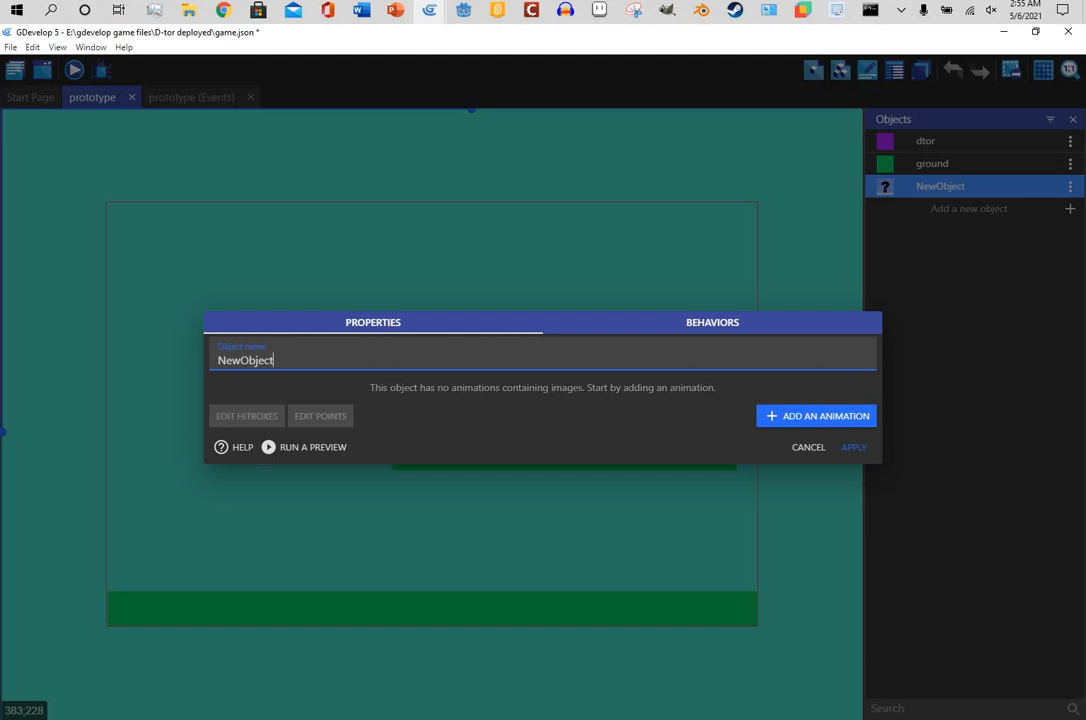 2:55 AM
5/6/2021
GDevelop 5 - E:\gdevelop game files\D-tor deployed\game.json *
File Edit View Window Help
1:1
Start Page prototype prototype (Events)
Objects
dtor
ground
? NewObject
Add a new object
PROPERTIES BEHAVIORS
Object name
NewObject
This object has no animations containing images. Start by adding an animation.
EDIT HITBOXES EDIT POINTS ADD AN ANIMATION
? HELP RUN A PREVIEW CANCEL APPLY
383;228
Search